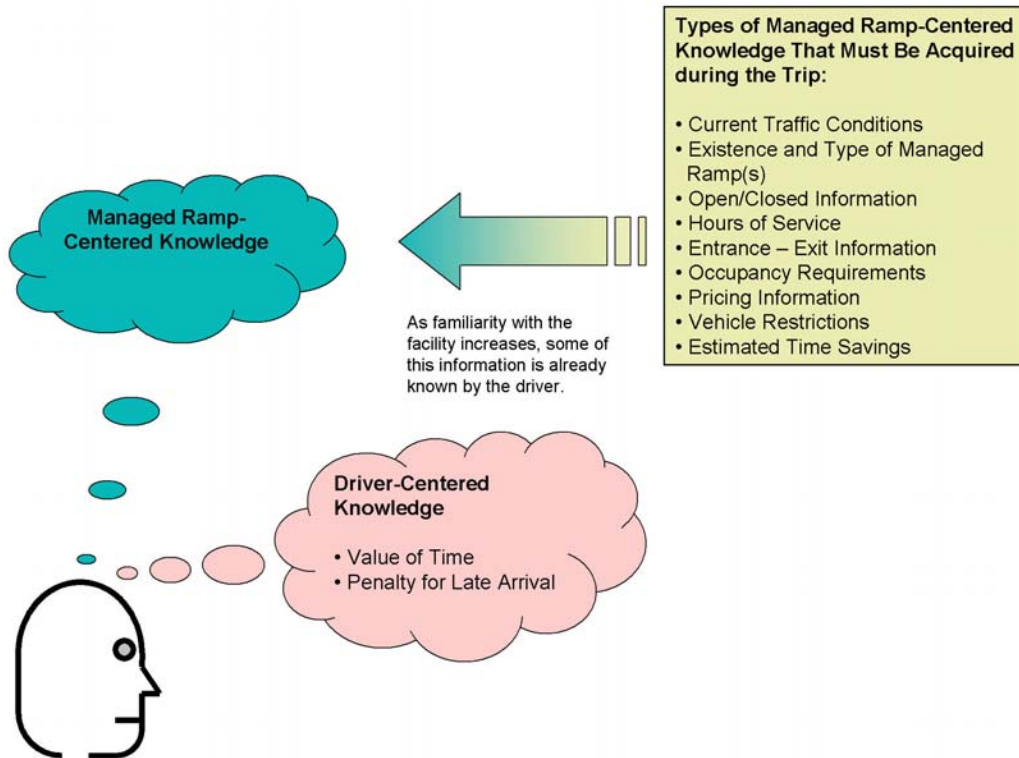 Types of Managed Ramp-Centered
Knowledge That Must Be Acquired
during the Trip:
• Current Traffic Conditions
• Existence and Type of Managed
Ramp(s)
• Open/Closed Information
• Hours of Service
• Entrance – Exit Information
• Occupancy Requirements
• Pricing Information
• Vehicle Restrictions
• Estimated Time Savings
Managed Ramp-
Centered Knowledge
As familiarity with the
facility increases, some of
this information is already
known by the driver.
Driver-Centered
Knowledge
• Value of Time
• Penalty for Late Arrival